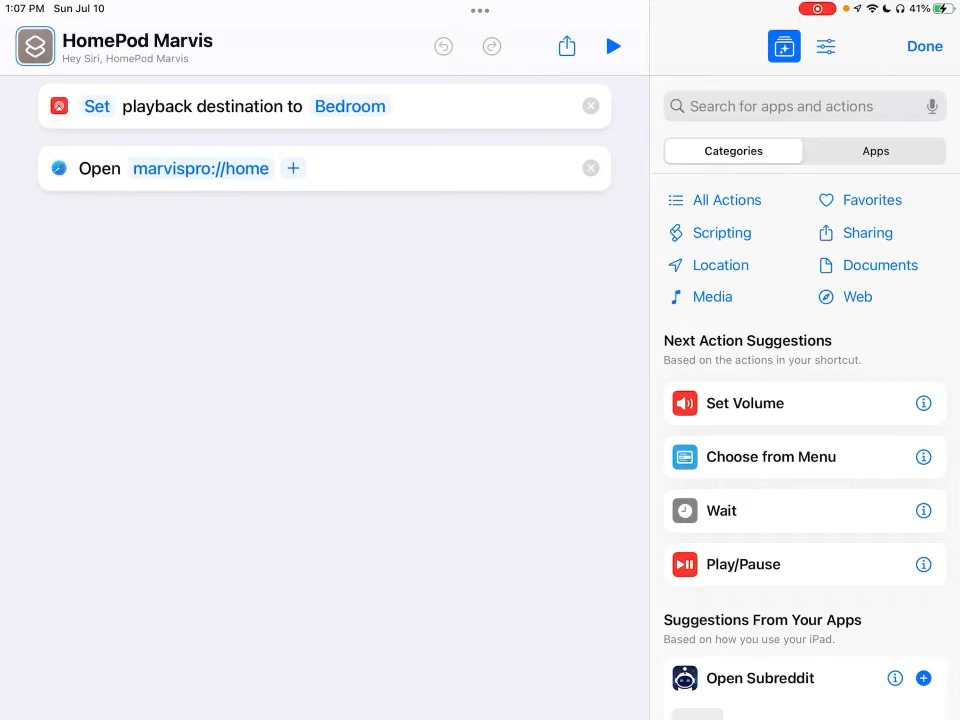 1:07 PM Sun Jul 10
41%
HomePod Marvis
Hey Siri, HomePod Marvis
Done
Set playback destination to Bedroom
Open marvispro://home +
Search for apps and actions
Categories
Apps
All Actions
Favorites
Scripting
Sharing
Location
Documents
Media
Web
Next Action Suggestions
Based on the actions in your shortcut.
Set Volume
Choose from Menu
Wait
Play/Pause
Suggestions From Your Apps
Based on how you use your iPad.
Open Subreddit